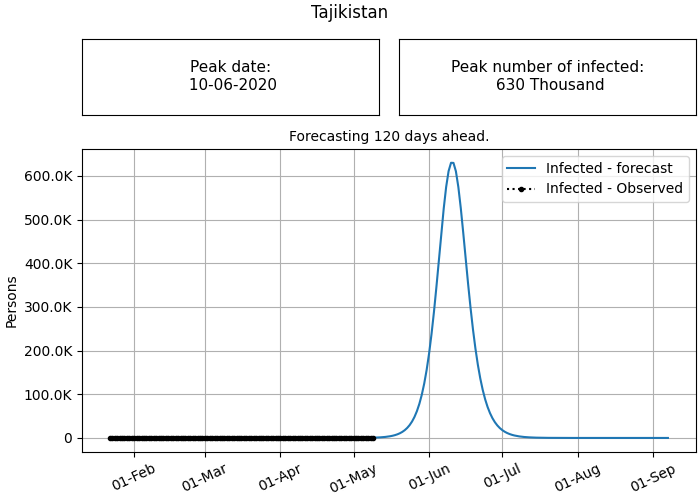 Tajikistan
Peak date:
10-06-2020
Peak number of infected:
630 Thousand
Forecasting 120 days ahead.
Infected - forecast
Infected - Observed
Persons
600.0K
500.0K
400.0K
300.0K
200.0K
100.0K
0
01-Feb
01-Mar
01-Apr
01-May
01-Jun
01-Jul
01-Aug
01-Sep